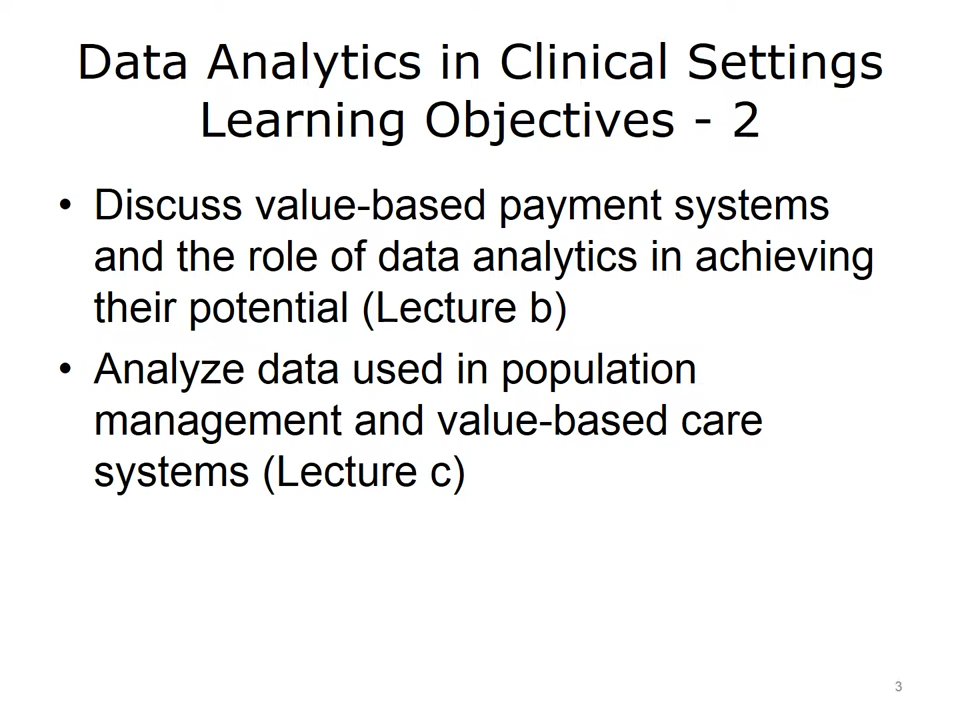 Data Analytics in Clinical Settings
Learning Objectives - 2
• Discuss value-based payment systems
and the role of data analytics in achieving
their potential (Lecture b)
• Analyze data used in population
management and value-based care
systems (Lecture c)
3